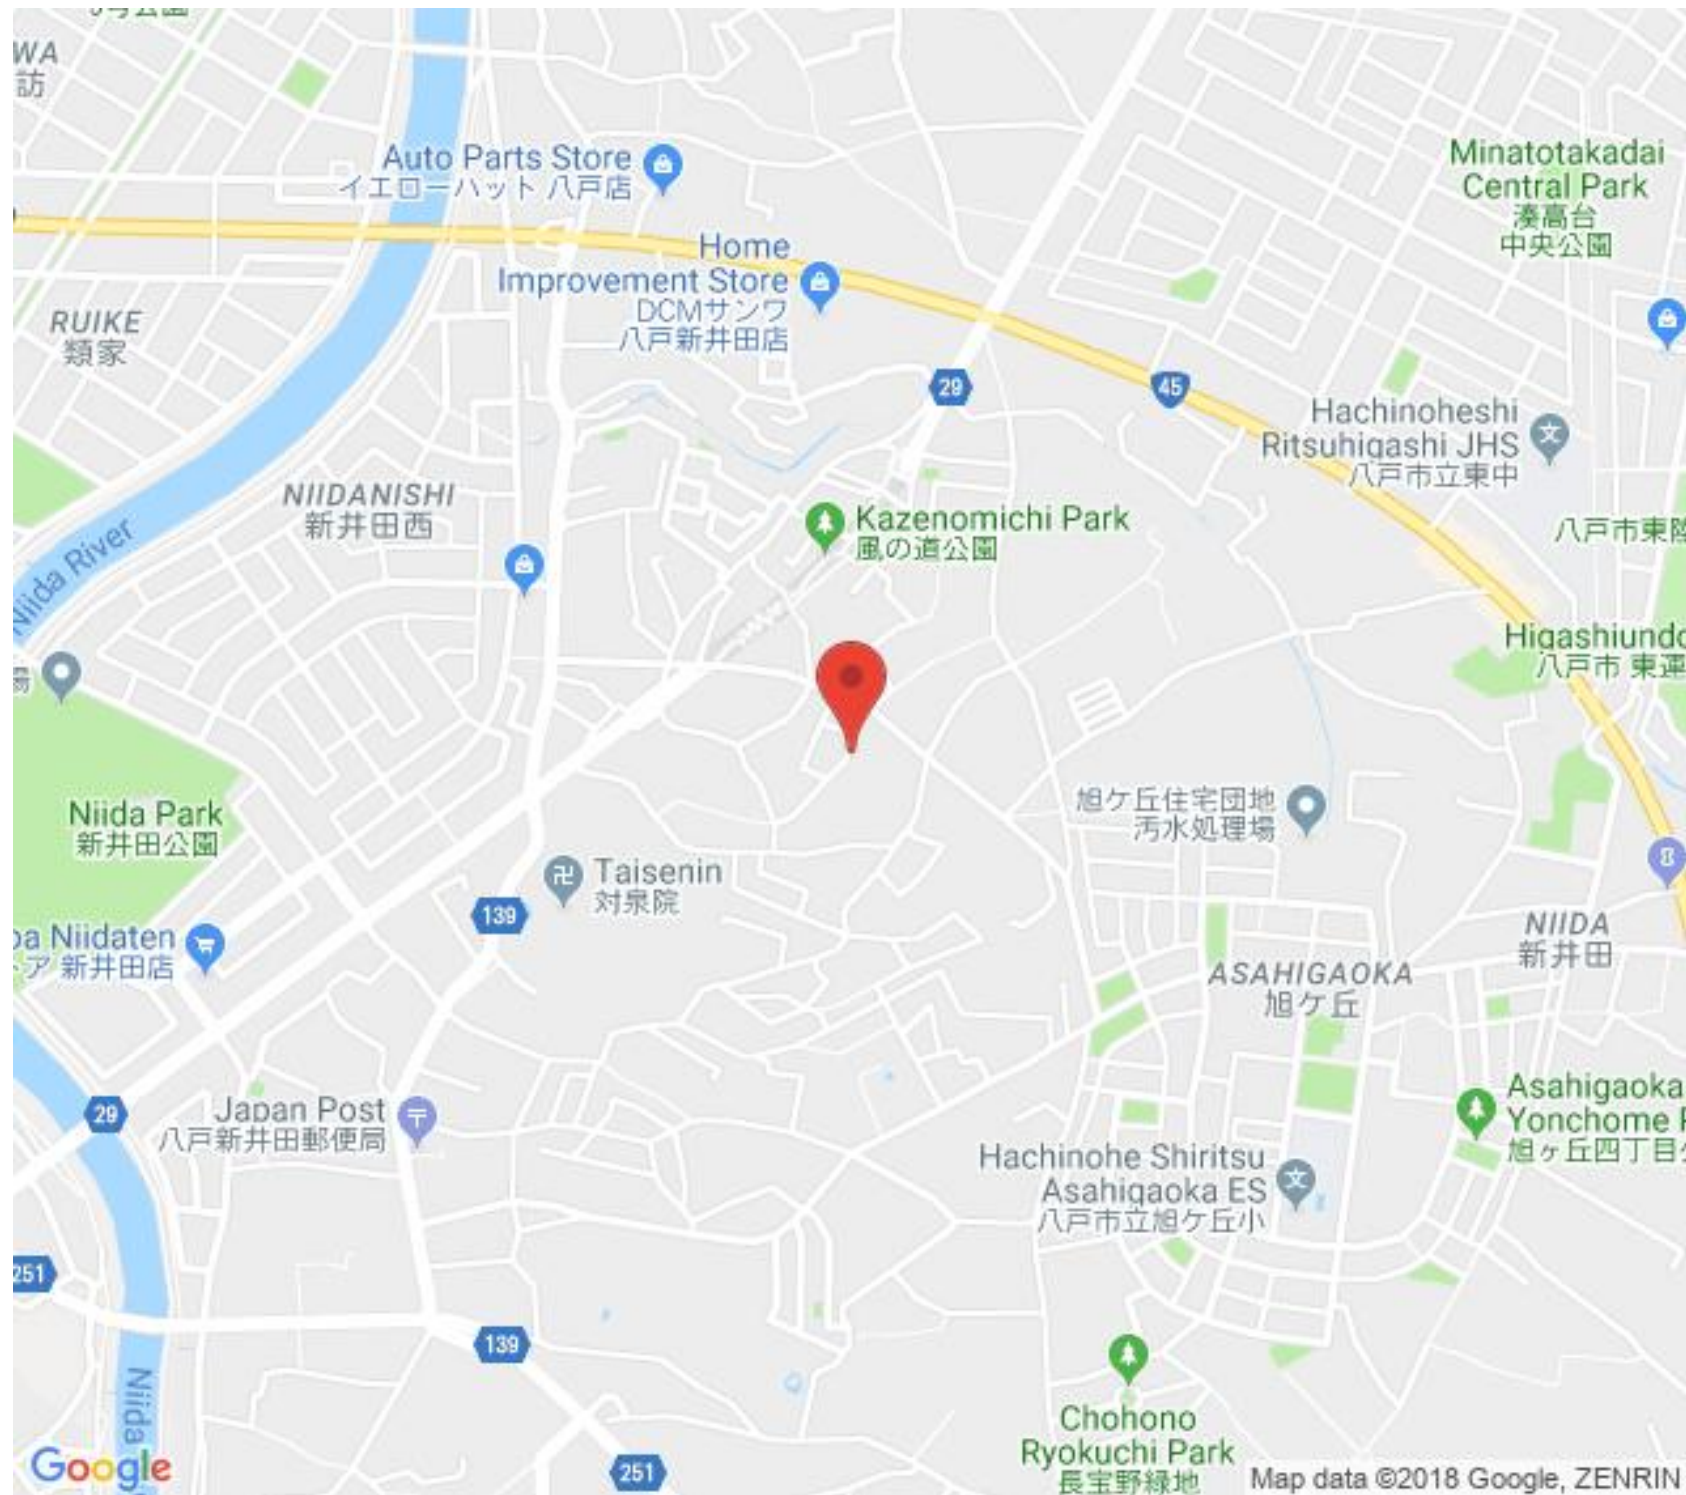 WA
訪
Auto Parts Store
イエローハット 八戸店
Minatotakadai
Central Park
湊高台
中央公園
Home
Improvement Store
DCMサンワ
八戸新井田店
RUIKE
類家
29
45
Hachinoheshi
Ritsuhigashi JHS
八戸市立東中
NIIDANISHI
新井田西
Kazenomichi Park
風の道公園
八戸市東
Niida River
Higashiundo
八戸市 東運
Niida Park
新井田公園
旭ケ丘住宅団地
汚水処理場
Taisenin
対泉院
139
pa Niidaten
トア 新井田店
NIIDA
新井田
ASAHIGAOKA
旭ケ丘
29
Japan Post
八戸新井田郵便局
Asahigaoka
Yonchome P
旭ヶ丘四丁目
Hachinohe Shiritsu
Asahigaoka ES
八戸市立旭ケ丘小
251
139
Niida
Chohono
Ryokuchi Park
長宝野緑地
251
Google
Map data ©2018 Google, ZENRIN